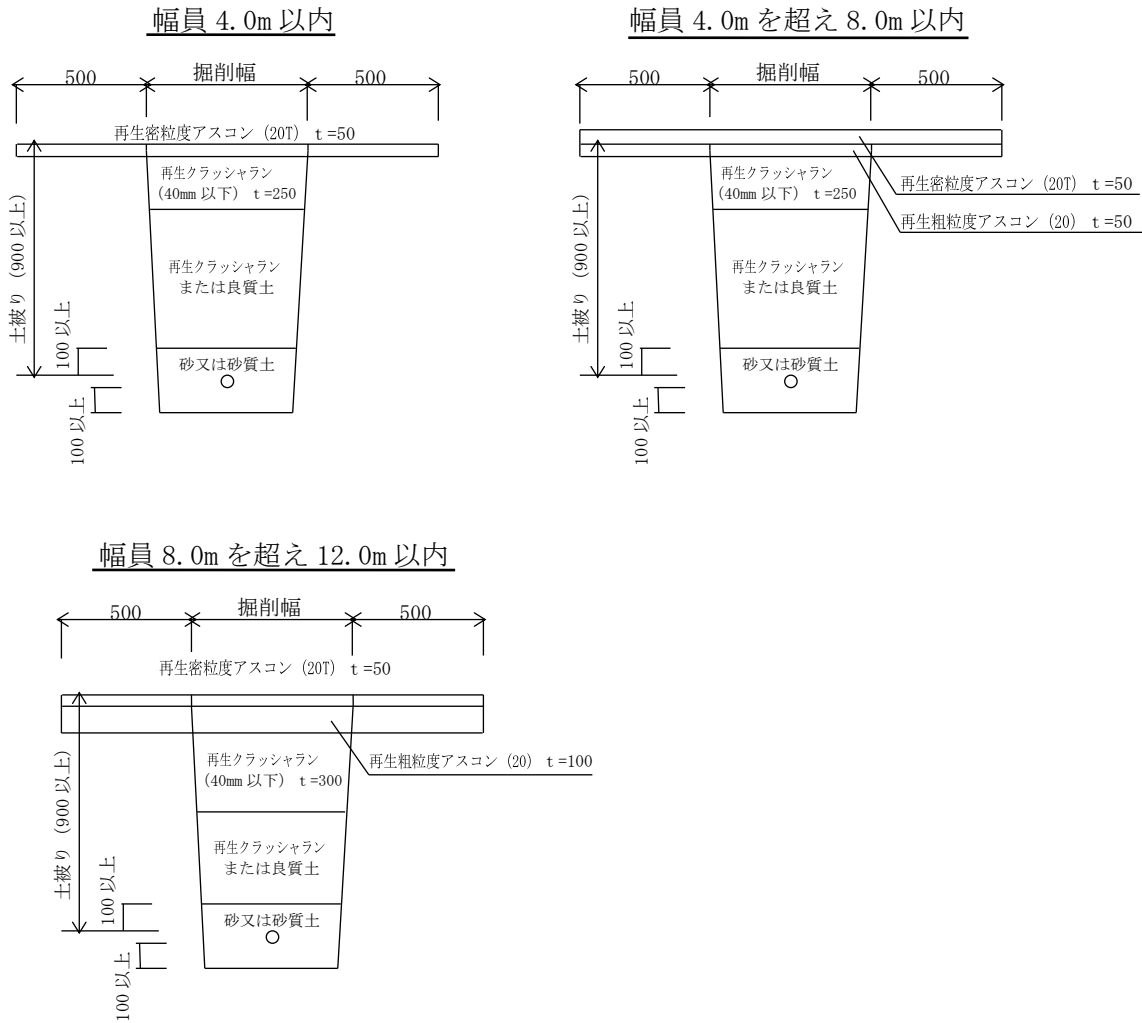 幅員 4.0m 以内
500
掘削幅
500
再生密粒度アスコン (20T) t=50
再生クラッシャラン
(40mm 以下) t=250
再生クラッシャラン
または良質土
砂又は砂質土
土被り (900 以上)
100 以上
100 以上
幅員 4.0m を超え 8.0m 以内
500
掘削幅
500
再生クラッシャラン
(40mm 以下) t=250
再生密粒度アスコン (20T) t=50
再生粗粒度アスコン (20) t=50
再生クラッシャラン
または良質土
砂又は砂質土
土被り (900 以上)
100 以上
100 以上
幅員 8.0m を超え 12.0m 以内
500
掘削幅
500
再生密粒度アスコン (20T) t=50
再生クラッシャラン
(40mm 以下) t=300
再生粗粒度アスコン (20) t=100
再生クラッシャラン
または良質土
砂又は砂質土
土被り (900 以上)
100 以上
100 以上